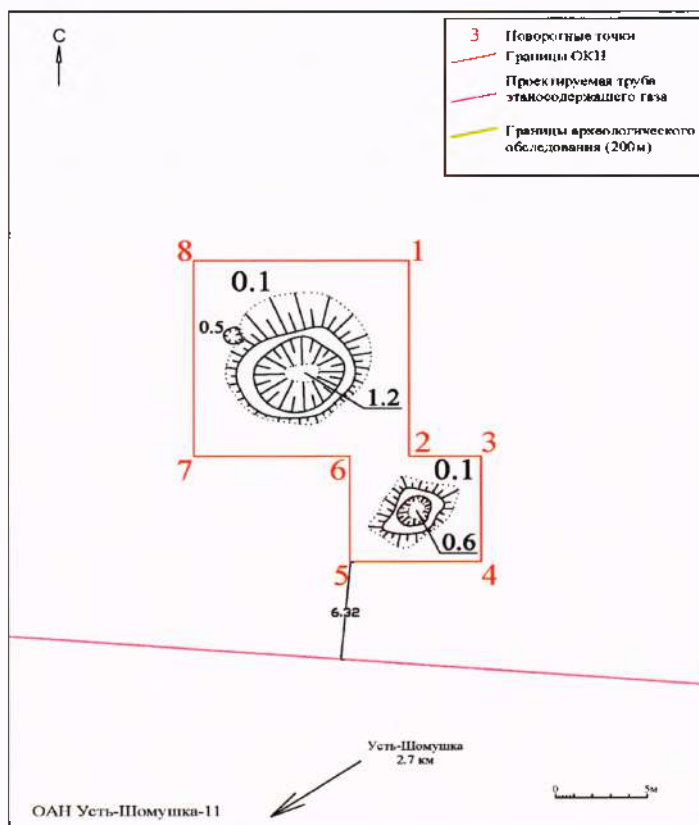 С
3 Поворотные точки
Границы ОКН
Проектируемая труба
этаносодержащего газа
Границы археологического
обследования (200м)
8
1
0.1
0.5
1.2
7
6
2
3
0.1
0.6
5
4
6.32
Усть-Шомушка
2.7 км
ОАН Усть-Шомушка-11
0
5м